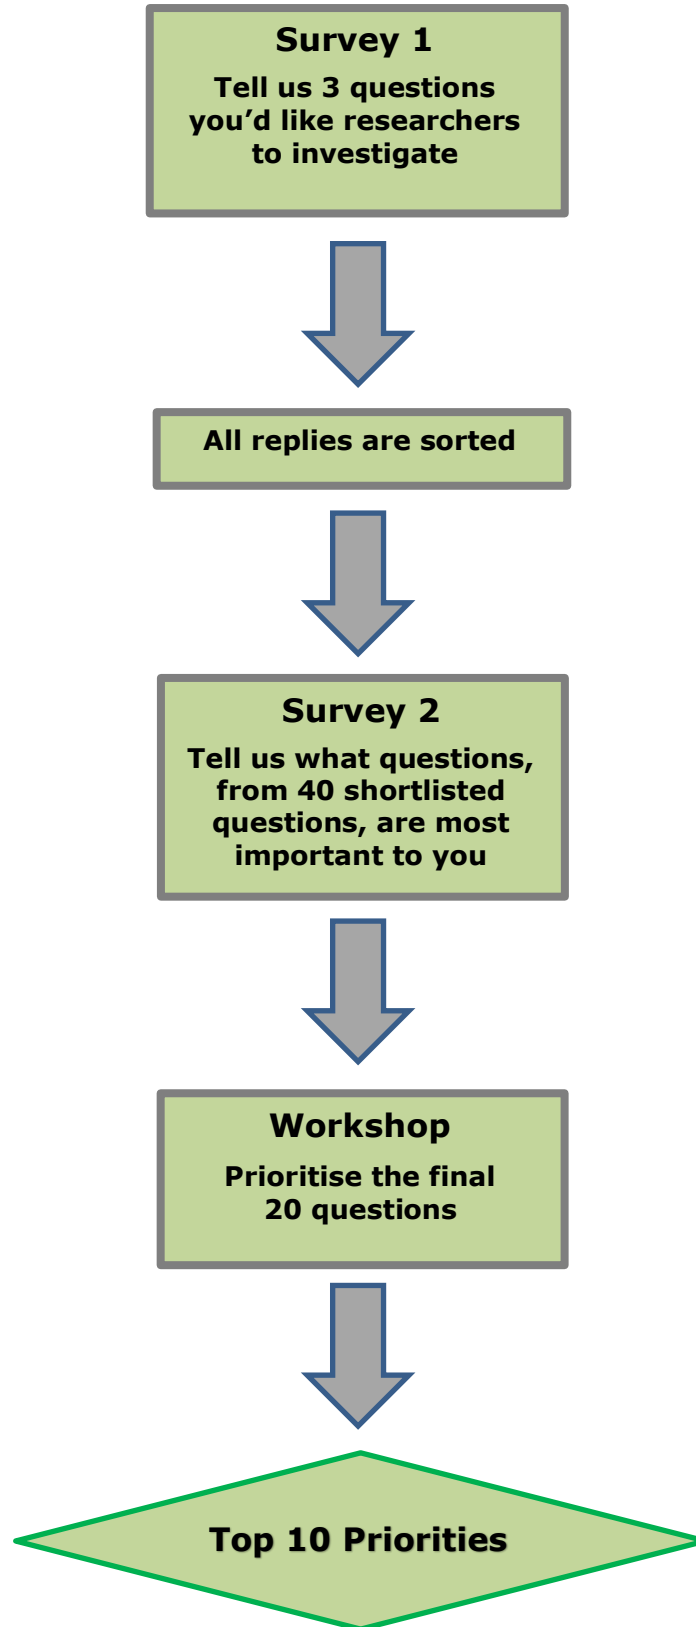 Survey 1
Tell us 3 questions
you’d like researchers
to investigate
All replies are sorted
Survey 2
Tell us what questions,
from 40 shortlisted
questions, are most
important to you
Workshop
Prioritise the final
20 questions
Top 10 Priorities